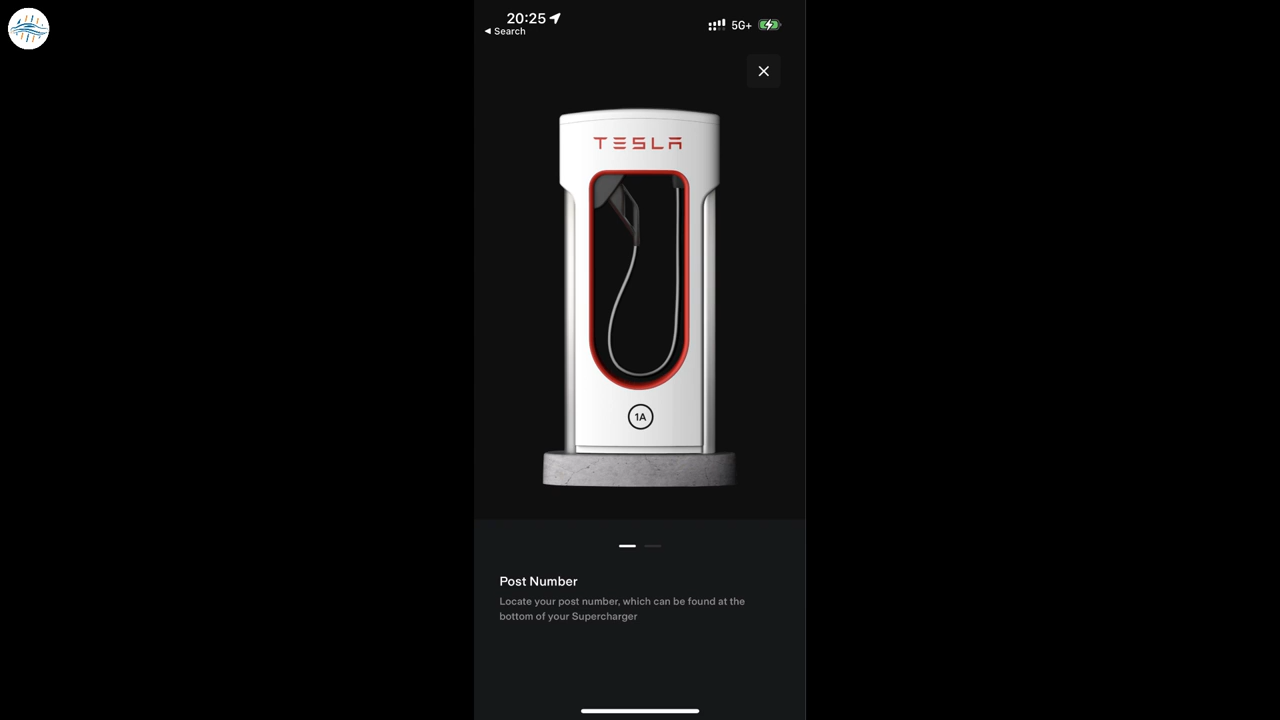 20:25
5G+
◀ Search
TESLA
1A
Post Number
Locate your post number, which can be found at the
bottom of your Supercharger